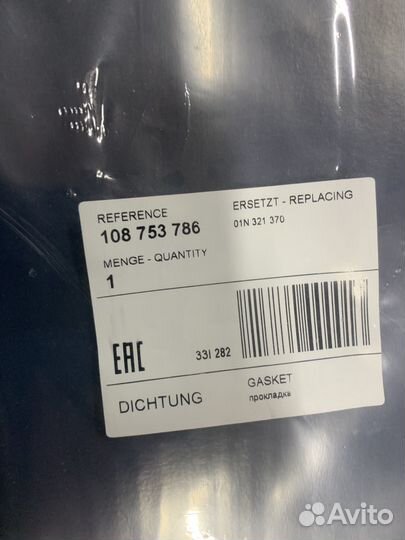 REFERENCE
108 753 786
ERSETZT - REPLACING
01N 321 370
MENGE - QUANTITY
1
EAC
33I 282
DICHTUNG
GASKET
прокладка
Avito